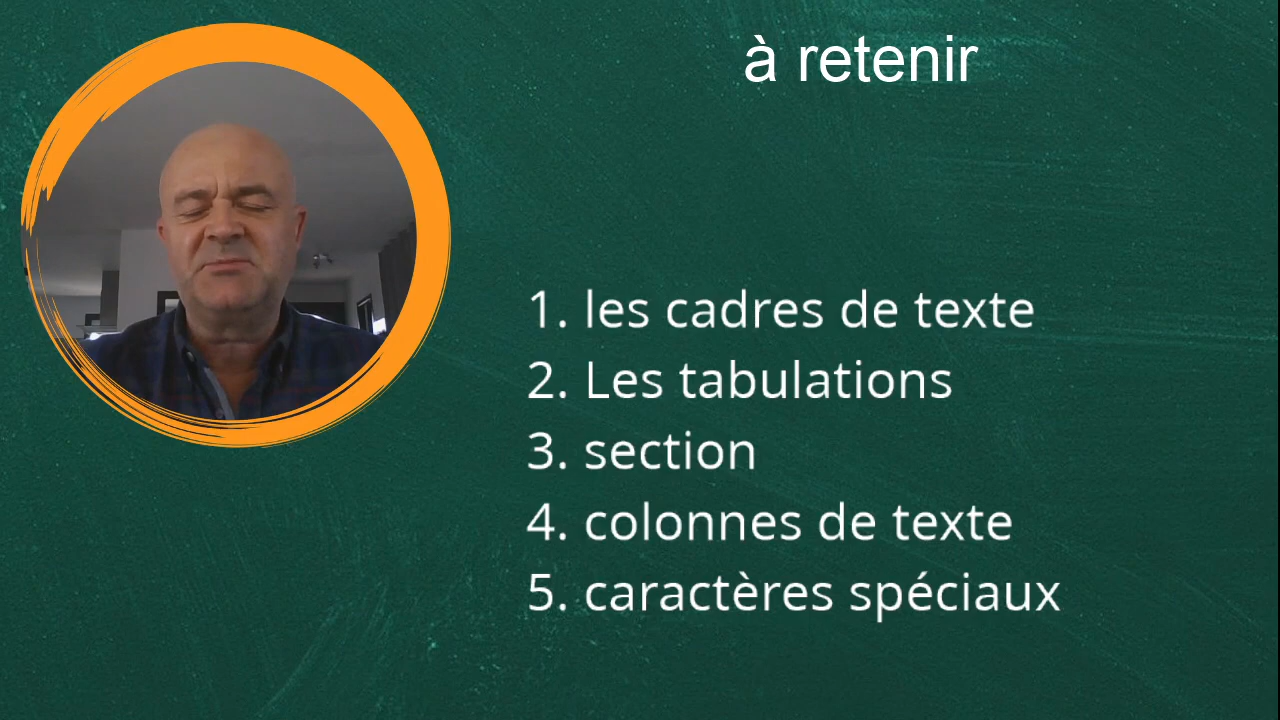 à retenir
1. les cadres de texte
2. Les tabulations
3. section
4. colonnes de texte
5. caractères spéciaux